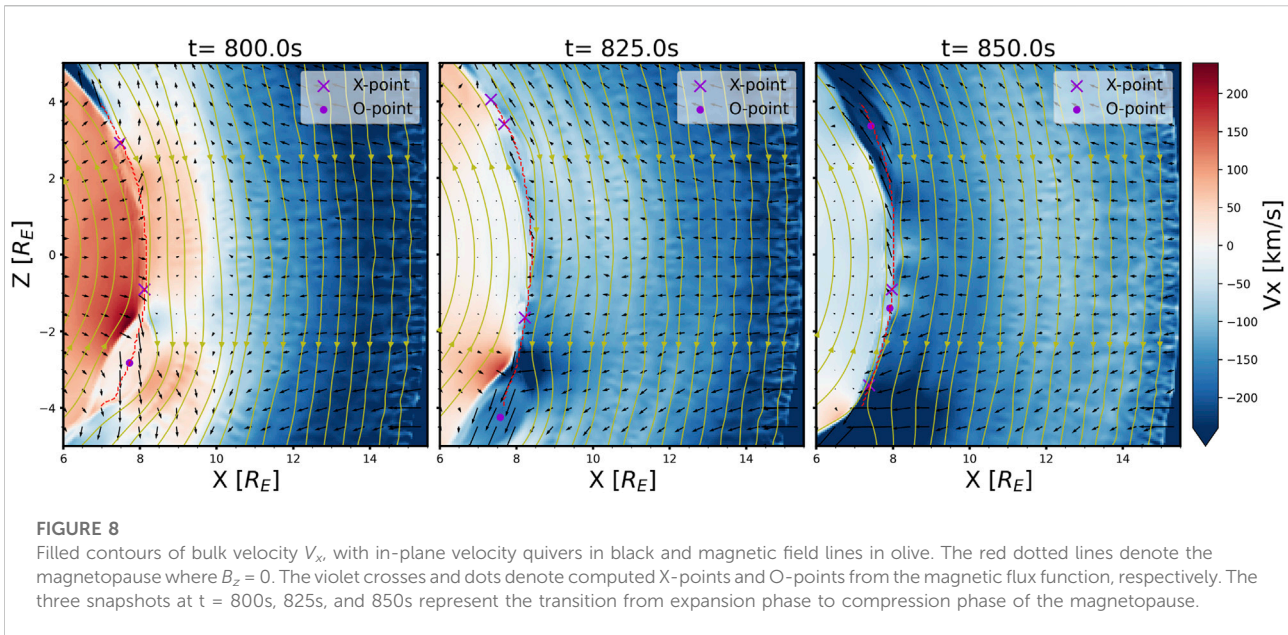 t= 800.0s
t= 825.0s
t= 850.0s
X-point
O-point
X-point
O-point
X-point
O-point
4
2
0
−2
−4
Z [R_E]
6
8
10
12
14
6
8
10
12
14
6
8
10
12
14
X [R_E]
X [R_E]
X [R_E]
200
150
100
50
0
−50
−100
−150
−200
Vx [km/s]
FIGURE 8
Filled contours of bulk velocity V_x, with in-plane velocity quivers in black and magnetic field lines in olive. The red dotted lines denote the
magnetopause where B_z = 0. The violet crosses and dots denote computed X-points and O-points from the magnetic flux function, respectively. The
three snapshots at t = 800s, 825s, and 850s represent the transition from expansion phase to compression phase of the magnetopause.